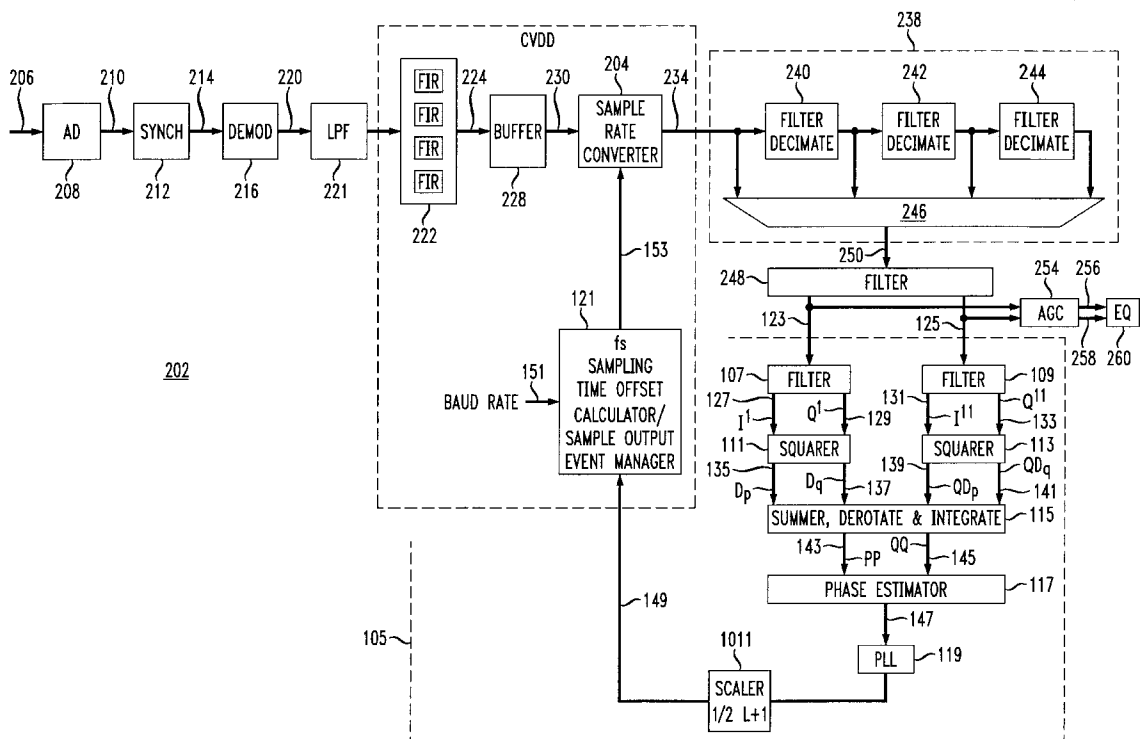 238
CVDD
204
240
242
244
206
210
214
220
224
230
234
AD
SYNCH
DEMOD
LPF
FIR
FIR
FIR
FIR
BUFFER
SAMPLE
RATE
CONVERTER
FILTER
DECIMATE
FILTER
DECIMATE
FILTER
DECIMATE
208
212
216
221
222
228
246
153
250
248
FILTER
254
256
AGC
EQ
258
260
123
125
121
fs
SAMPLING
TIME OFFSET
CALCULATOR/
SAMPLE OUTPUT
EVENT MANAGER
202
BAUD RATE
151
107
FILTER
FILTER
109
127
I1
Q1
129
131
I11
Q11
133
111
SQUARER
SQUARER
113
135
Dp
Dq
137
139
QDp
QDq
141
SUMMER, DEROTATE & INTEGRATE
115
143
PP
QQ
145
PHASE ESTIMATOR
117
149
147
105
1011
PLL
119
SCALER
1/2 L+1